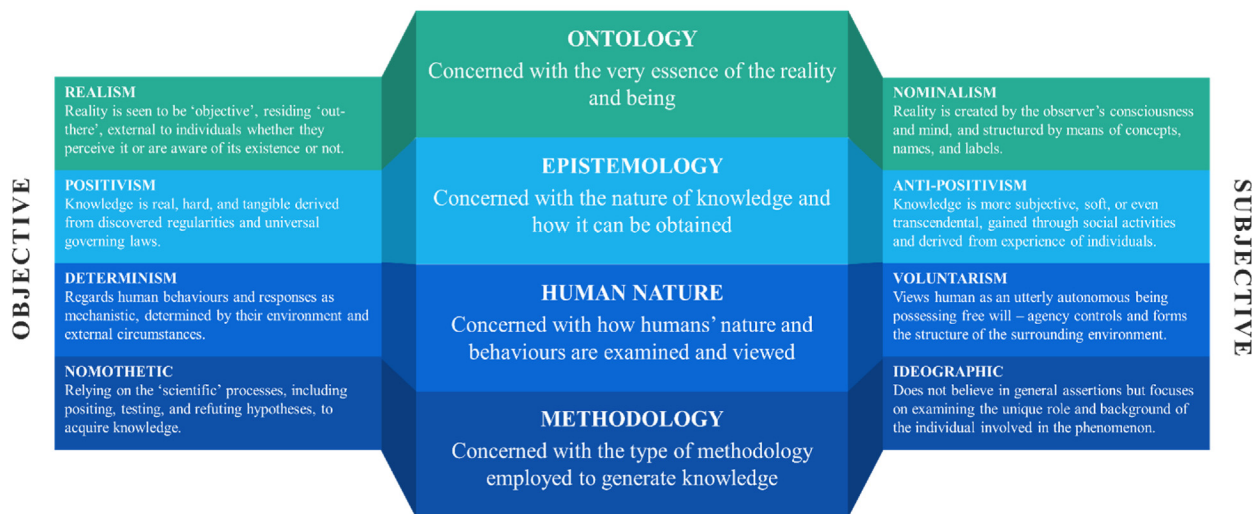 OBJECTIVE
REALISM
Reality is seen to be ‘objective’, residing ‘out-
there’, external to individuals whether they
perceive it or are aware of its existence or not.
POSITIVISM
Knowledge is real, hard, and tangible derived
from discovered regularities and universal
governing laws.
DETERMINISM
Regards human behaviours and responses as
mechanistic, determined by their environment and
external circumstances.
NOMOTHETIC
Relying on the ‘scientific’ processes, including
positing, testing, and refuting hypotheses, to
acquire knowledge.
ONTOLOGY
Concerned with the very essence of the reality
and being
EPISTEMOLOGY
Concerned with the nature of knowledge and
how it can be obtained
HUMAN NATURE
Concerned with how humans’ nature and
behaviours are examined and viewed
METHODOLOGY
Concerned with the type of methodology
employed to generate knowledge
NOMINALISM
Reality is created by the observer’s consciousness
and mind, and structured by means of concepts,
names, and labels.
ANTI-POSITIVISM
Knowledge is more subjective, soft, or even
transcendental, gained through social activities
and derived from experience of individuals.
VOLUNTARISM
Views human as an utterly autonomous being
possessing free will – agency controls and forms
the structure of the surrounding environment.
IDEOGRAPHIC
Does not believe in general assertions but focuses
on examining the unique role and background of
the individual involved in the phenomenon.
SUBJECTIVE